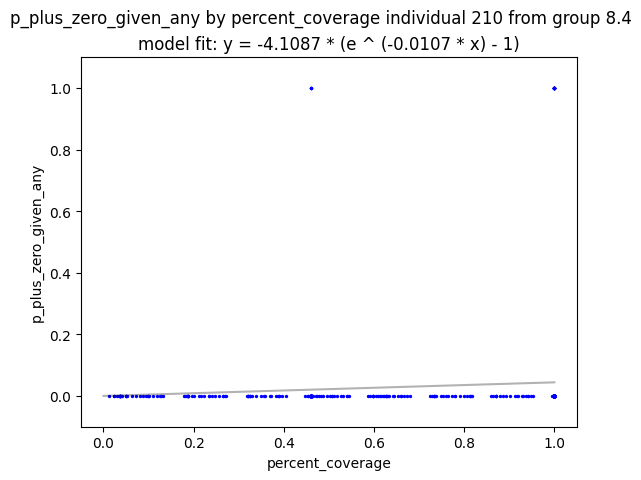 p_plus_zero_given_any by percent_coverage individual 210 from group 8.4
model fit: y = -4.1087 * (e ^ (-0.0107 * x) - 1)
1.0
0.8
0.6
0.4
0.2
0.0
p_plus_zero_given_any
0.0 0.2 0.4 0.6 0.8 1.0
percent_coverage